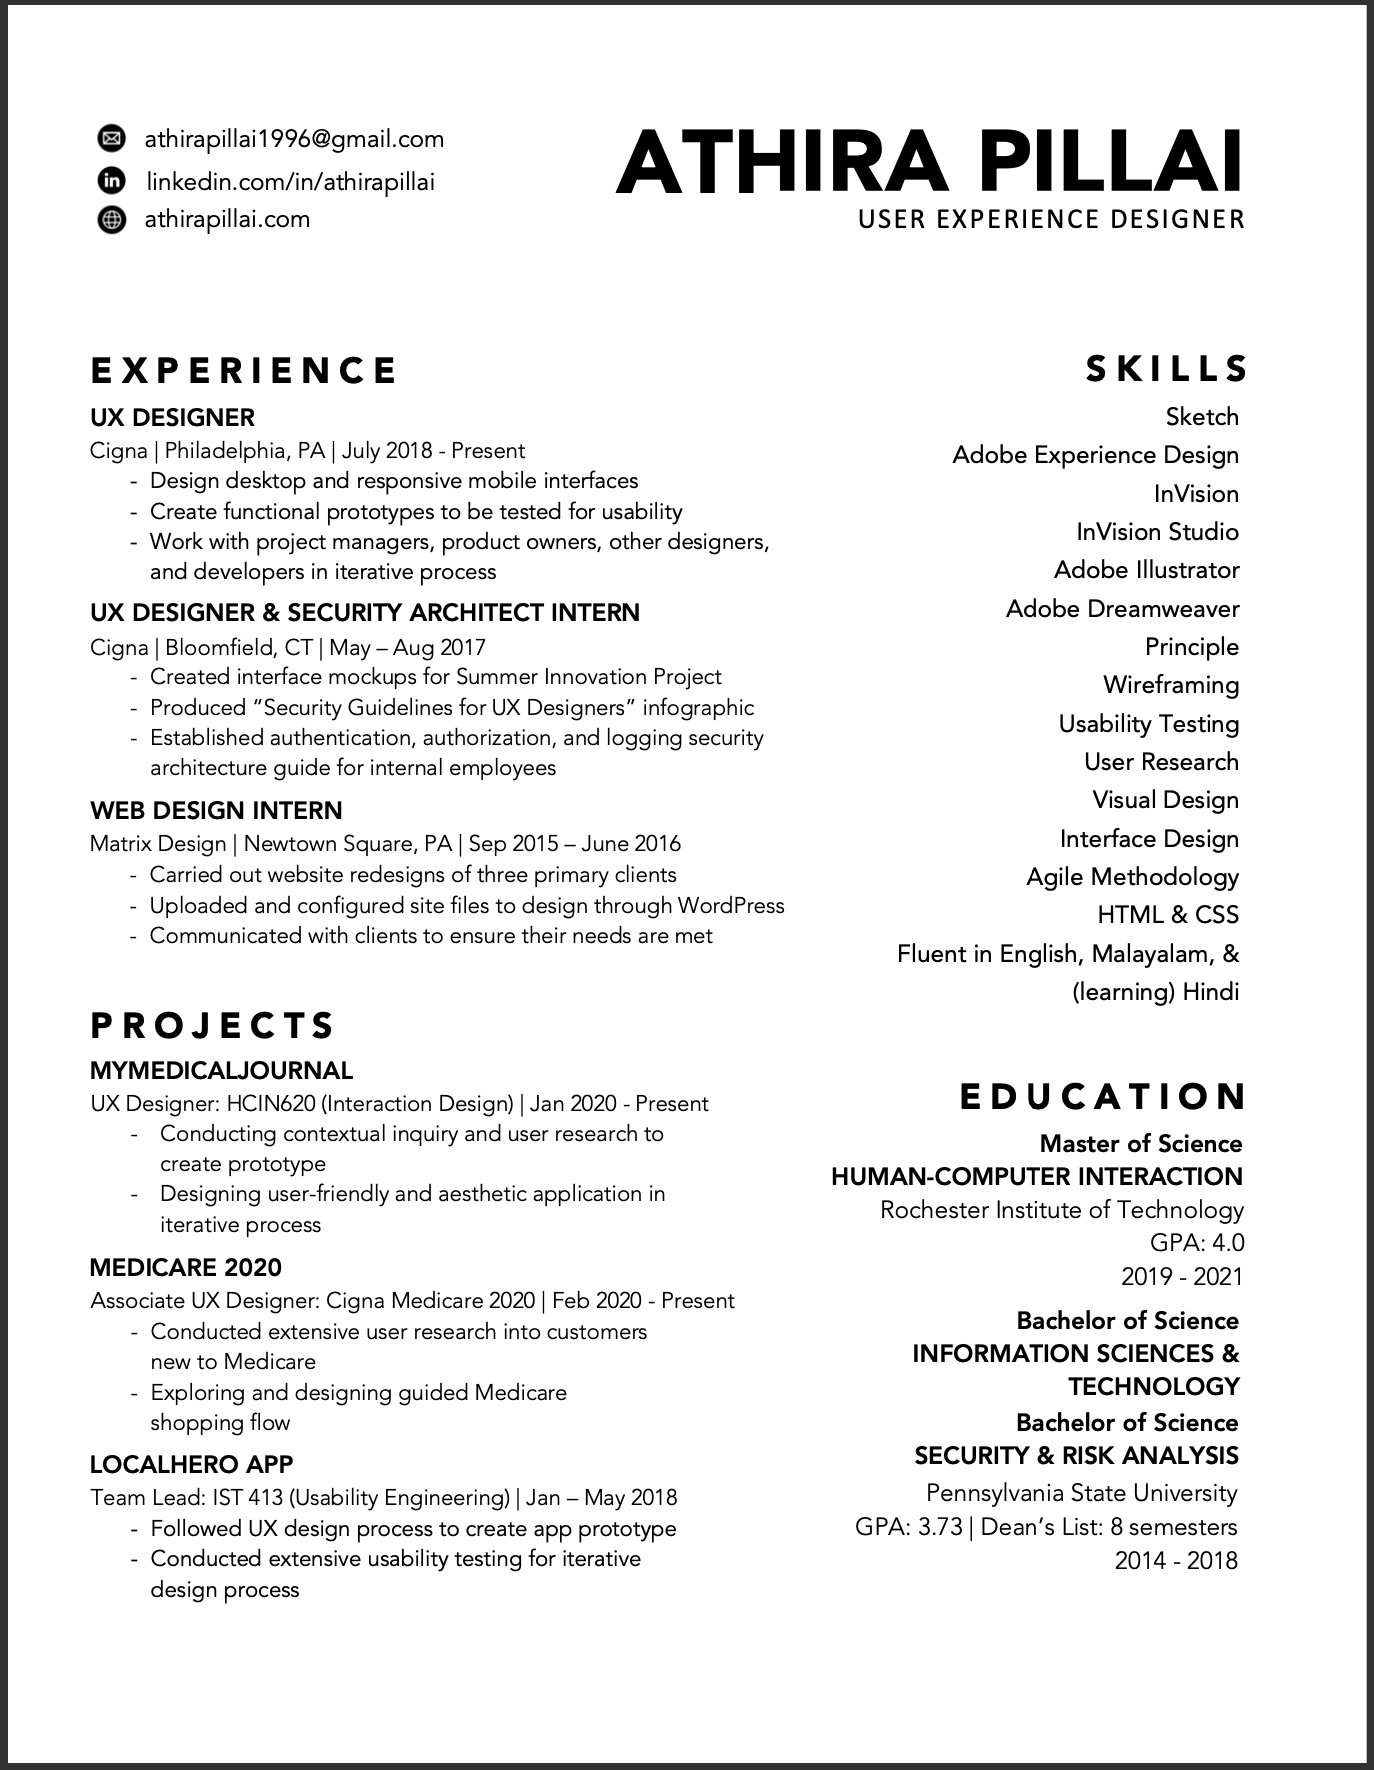 athirapillai1996@gmail.com
linkedin.com/in/athirapillai
athirapillai.com
ATHIRA PILLAI
USER EXPERIENCE DESIGNER
EXPERIENCE
UX DESIGNER
Cigna | Philadelphia, PA | July 2018 - Present
- Design desktop and responsive mobile interfaces
- Create functional prototypes to be tested for usability
- Work with project managers, product owners, other designers,
and developers in iterative process
UX DESIGNER & SECURITY ARCHITECT INTERN
Cigna | Bloomfield, CT | May – Aug 2017
- Created interface mockups for Summer Innovation Project
- Produced “Security Guidelines for UX Designers” infographic
- Established authentication, authorization, and logging security
architecture guide for internal employees
WEB DESIGN INTERN
Matrix Design | Newtown Square, PA | Sep 2015 – June 2016
- Carried out website redesigns of three primary clients
- Uploaded and configured site files to design through WordPress
- Communicated with clients to ensure their needs are met
PROJECTS
MYMEDICALJOURNAL
UX Designer: HCIN620 (Interaction Design) | Jan 2020 - Present
- Conducting contextual inquiry and user research to
create prototype
- Designing user-friendly and aesthetic application in
iterative process
MEDICARE 2020
Associate UX Designer: Cigna Medicare 2020 | Feb 2020 - Present
- Conducted extensive user research into customers
new to Medicare
- Exploring and designing guided Medicare
shopping flow
LOCALHERO APP
Team Lead: IST 413 (Usability Engineering) | Jan – May 2018
- Followed UX design process to create app prototype
- Conducted extensive usability testing for iterative
design process
SKILLS
Sketch
Adobe Experience Design
InVision
InVision Studio
Adobe Illustrator
Adobe Dreamweaver
Principle
Wireframing
Usability Testing
User Research
Visual Design
Interface Design
Agile Methodology
HTML & CSS
Fluent in English, Malayalam, &
(learning) Hindi
EDUCATION
Master of Science
HUMAN-COMPUTER INTERACTION
Rochester Institute of Technology
GPA: 4.0
2019 - 2021
Bachelor of Science
INFORMATION SCIENCES &
TECHNOLOGY
Bachelor of Science
SECURITY & RISK ANALYSIS
Pennsylvania State University
GPA: 3.73 | Dean’s List: 8 semesters
2014 - 2018